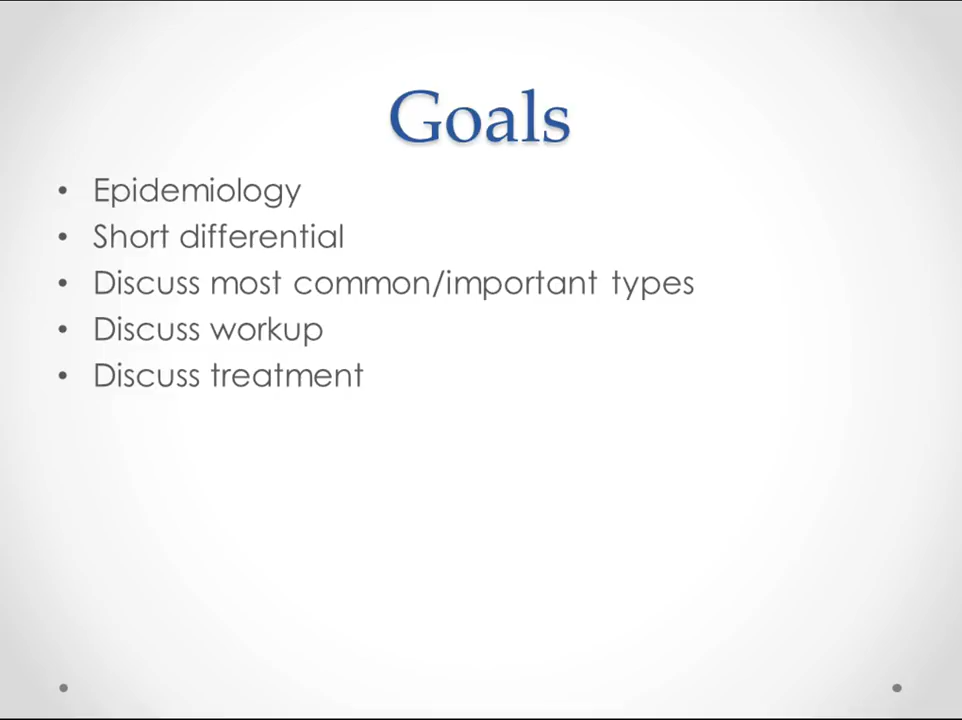 Goals
• Epidemiology
• Short differential
• Discuss most common/important types
• Discuss workup
• Discuss treatment